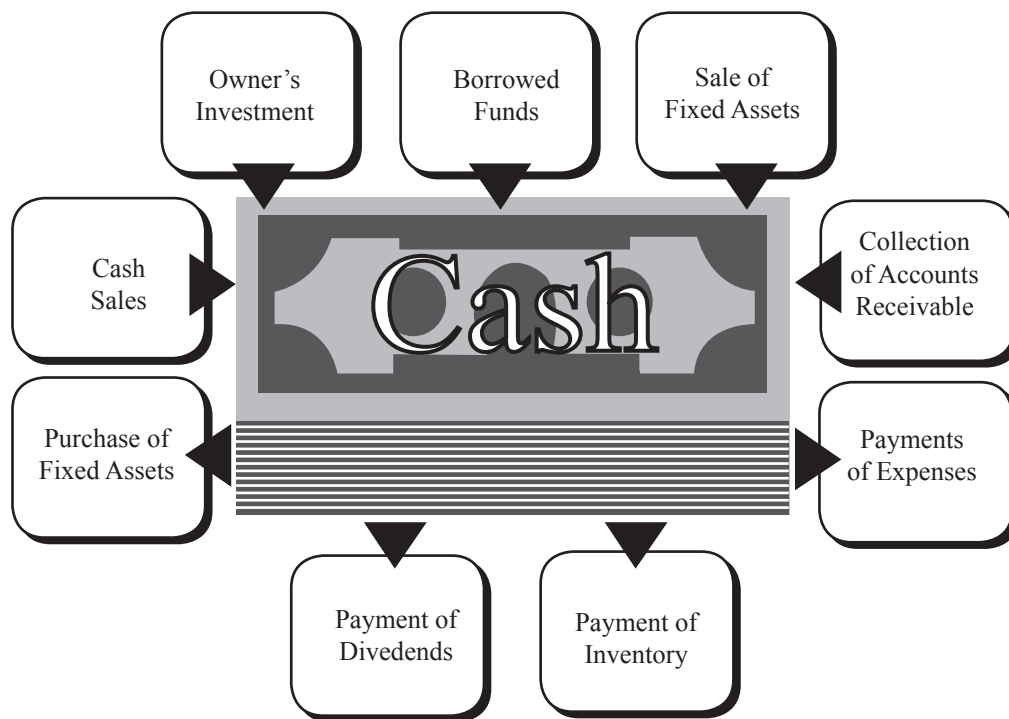 Owner’s
Investment
Borrowed
Funds
Sale of
Fixed Assets
Cash
Sales
Cash
Collection
of Accounts
Receivable
Purchase of
Fixed Assets
Payments
of Expenses
Payment of
Divedends
Payment of
Inventory